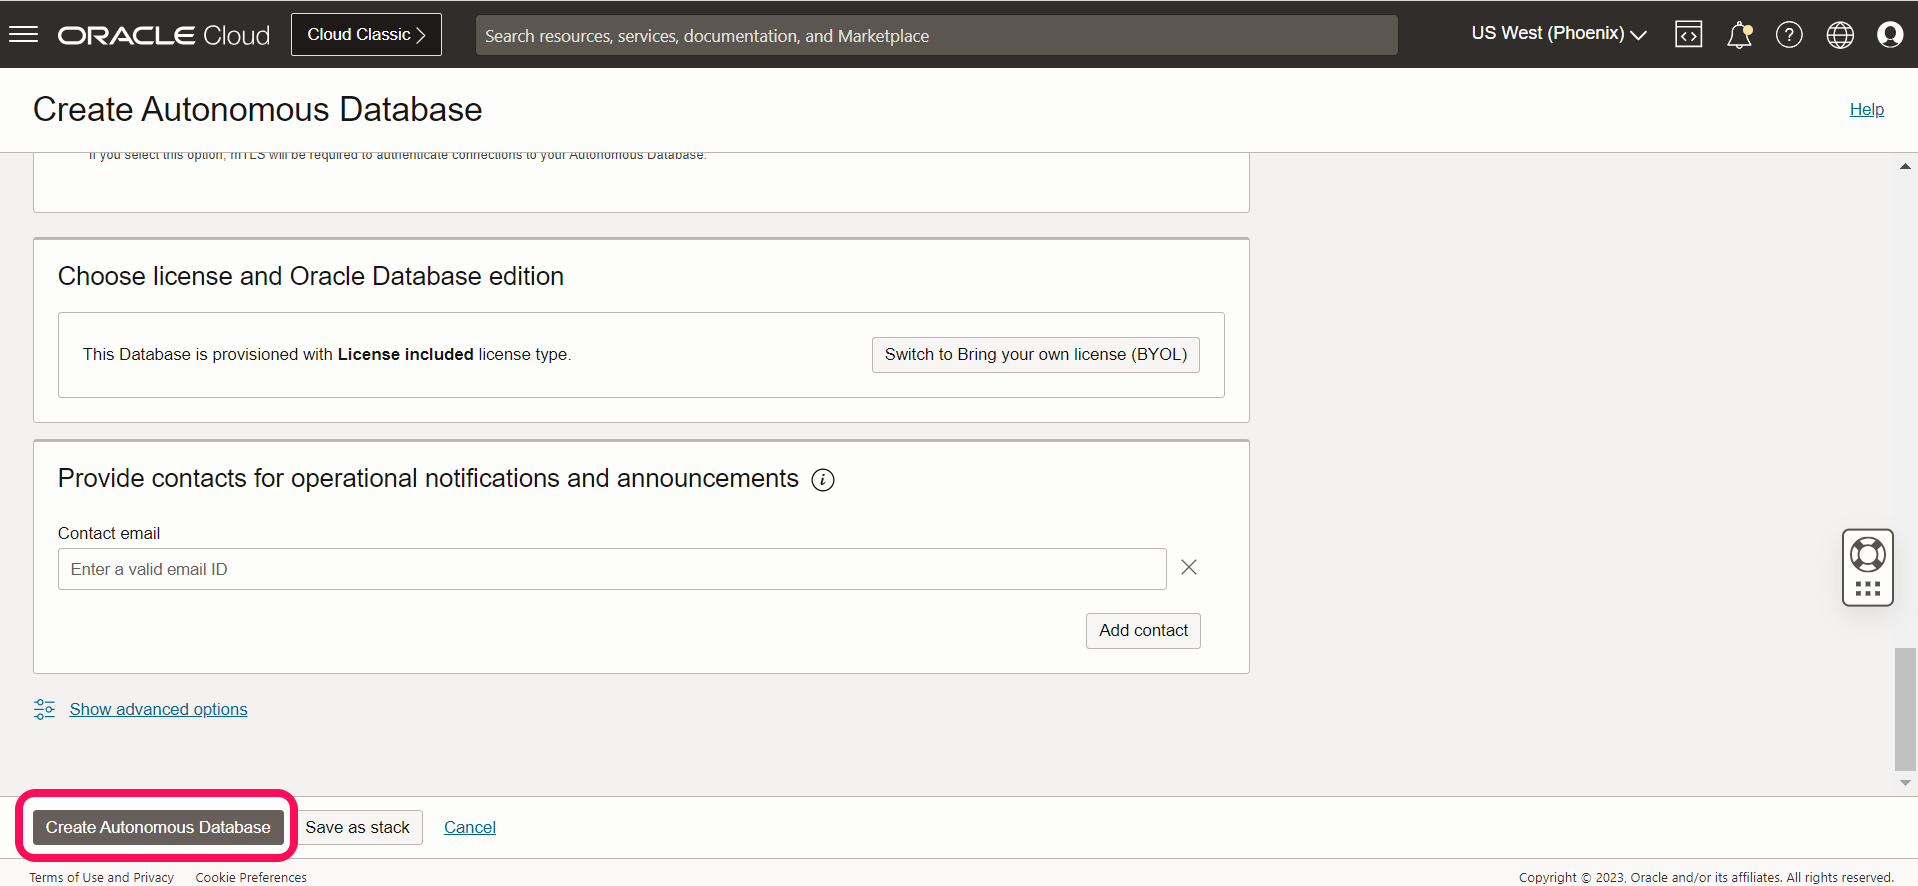 ORACLE Cloud
Cloud Classic
Search resources, services, documentation, and Marketplace
US West (Phoenix)
Create Autonomous Database
Help
If you select this option, mTLS will be required to authenticate connections to your Autonomous Database.
Choose license and Oracle Database edition
This Database is provisioned with License included license type.
Switch to Bring your own license (BYOL)
Provide contacts for operational notifications and announcements
Contact email
Enter a valid email ID
Add contact
Show advanced options
Create Autonomous Database
Save as stack
Cancel
Terms of Use and Privacy
Cookie Preferences
Copyright © 2023, Oracle and/or its affiliates. All rights reserved.